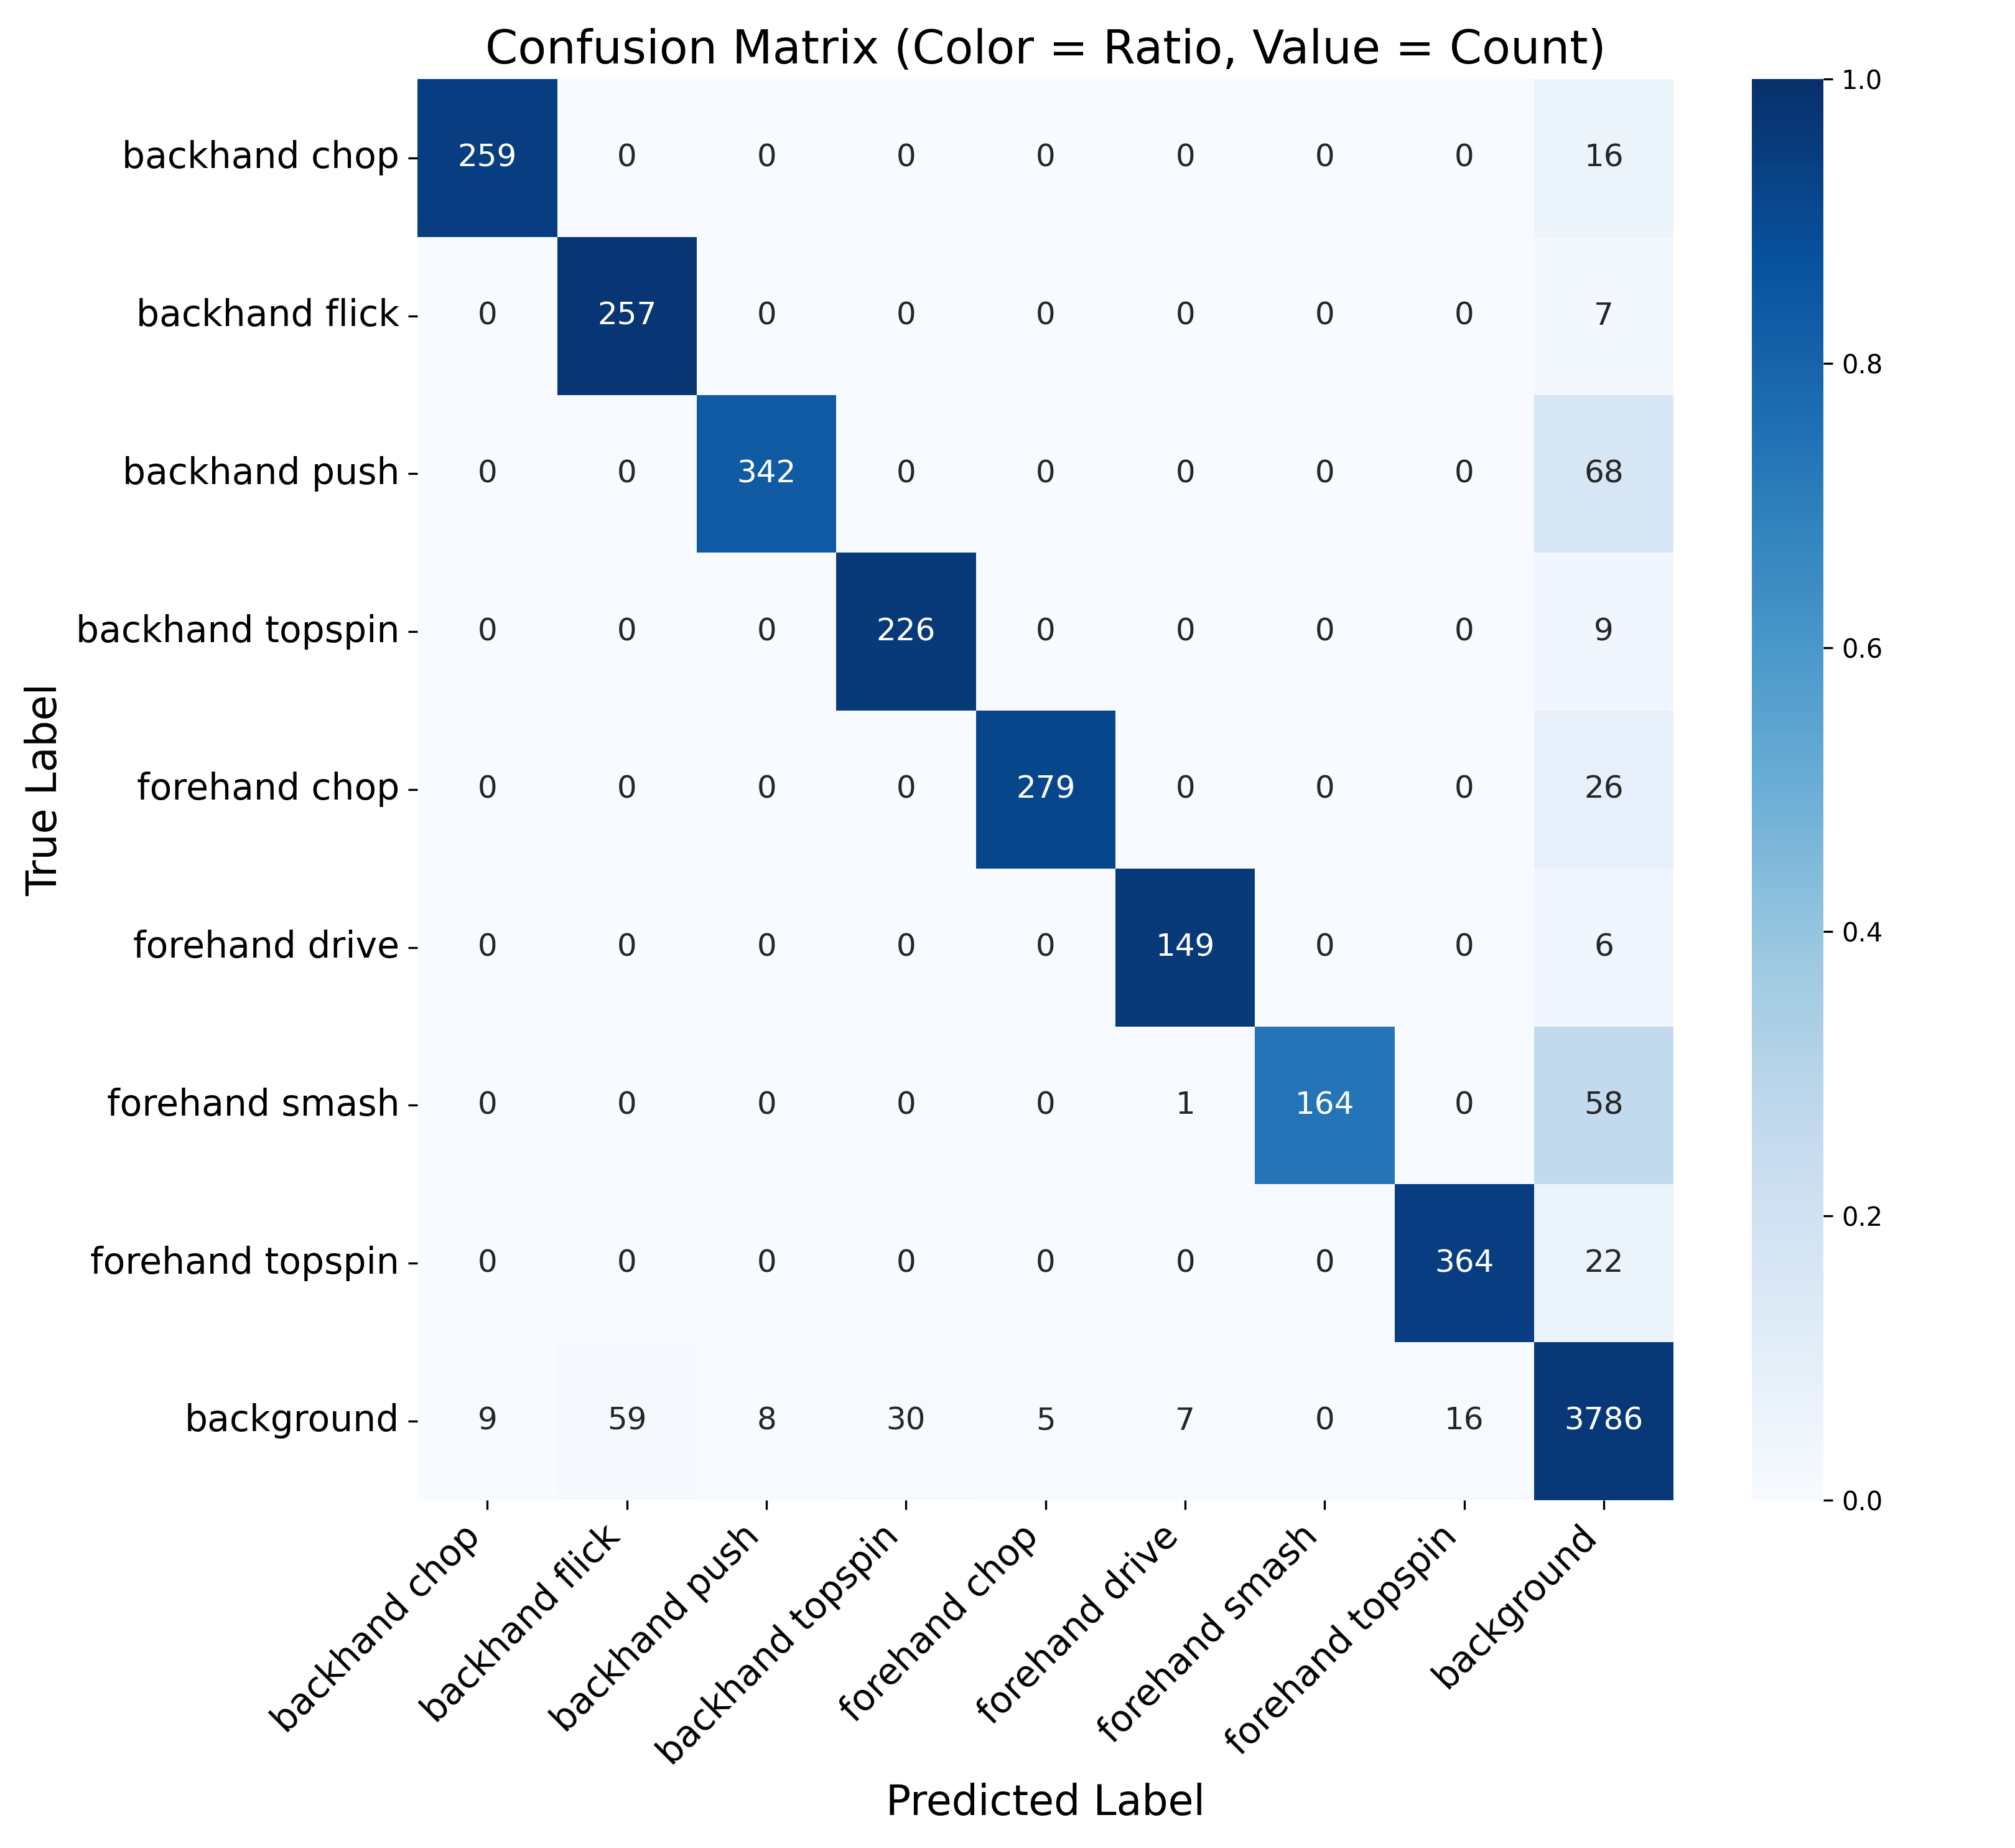 Confusion Matrix (Color = Ratio, Value = Count)
True Label
backhand chop 259 0 0 0 0 0 0 0 16
backhand flick 0 257 0 0 0 0 0 0 7
backhand push 0 0 342 0 0 0 0 0 68
backhand topspin 0 0 0 226 0 0 0 0 9
forehand chop 0 0 0 0 279 0 0 0 26
forehand drive 0 0 0 0 0 149 0 0 6
forehand smash 0 0 0 0 0 1 164 0 58
forehand topspin 0 0 0 0 0 0 0 364 22
background 9 59 8 30 5 7 0 16 3786
backhand chop
backhand flick
backhand push
backhand topspin
forehand chop
forehand drive
forehand smash
forehand topspin
background
Predicted Label
1.0
0.8
0.6
0.4
0.2
0.0